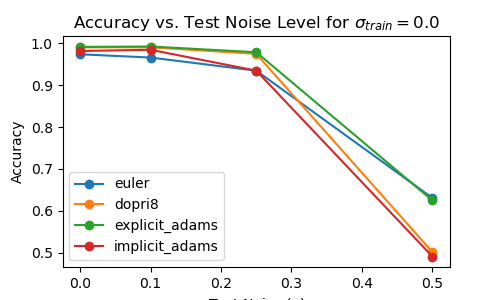 Accuracy vs. Test Noise Level for σ_train = 0.0
Accuracy
1.0
0.9
0.8
0.7
0.6
0.5
euler
dopri8
explicit_adams
implicit_adams
0.0 0.1 0.2 0.3 0.4 0.5